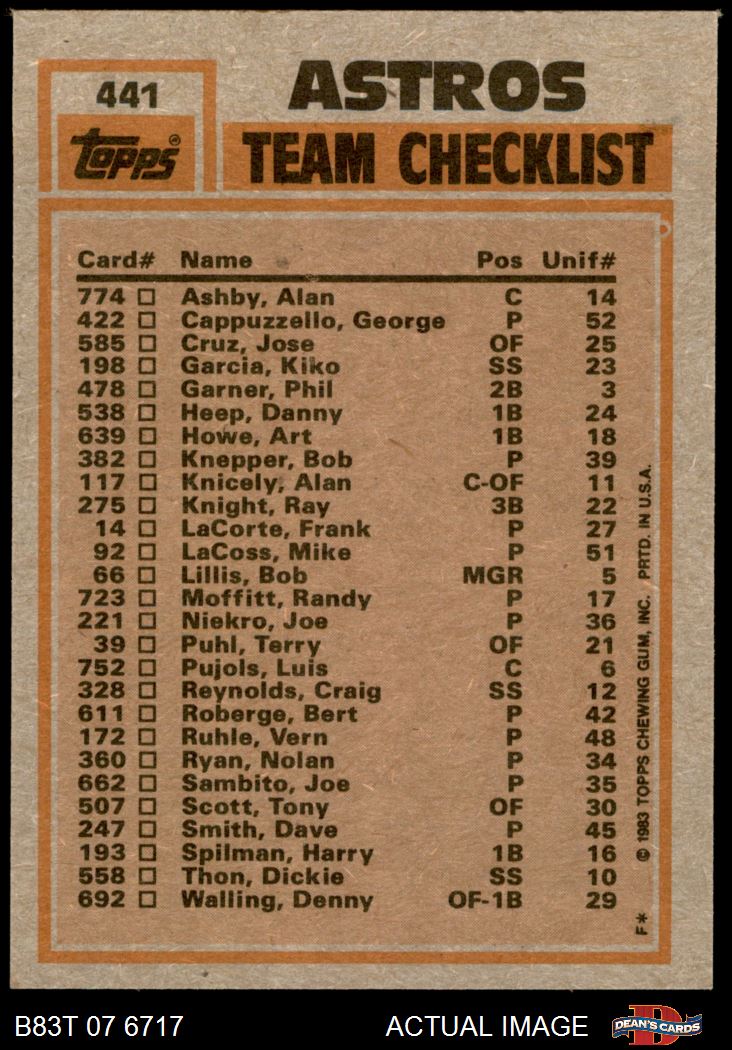 441
topps®
ASTROS
TEAM CHECKLIST
Card# Name Pos Unif#
774 Ashby, Alan C 14
422 Cappuzzello, George P 52
585 Cruz, Jose OF 25
198 Garcia, Kiko SS 23
478 Garner, Phil 2B 3
538 Heep, Danny 1B 24
639 Howe, Art 1B 18
382 Knepper, Bob P 39
117 Knicely, Alan C-OF 11
275 Knight, Ray 3B 22
14 LaCorte, Frank P 27
92 LaCoss, Mike P 51
66 Lillis, Bob MGR 5
723 Moffitt, Randy P 17
221 Niekro, Joe P 36
39 Puhl, Terry OF 21
752 Pujols, Luis C 6
328 Reynolds, Craig SS 12
611 Roberge, Bert P 42
172 Ruhle, Vern P 48
360 Ryan, Nolan P 34
662 Sambito, Joe P 35
507 Scott, Tony OF 30
247 Smith, Dave P 45
193 Spilman, Harry 1B 16
558 Thon, Dickie SS 10
692 Walling, Denny OF-1B 29
F* © 1983 TOPPS CHEWING GUM, INC. PRTD. IN U.S.A.
B83T 07 6717 ACTUAL IMAGE
D
DEAN'S CARDS